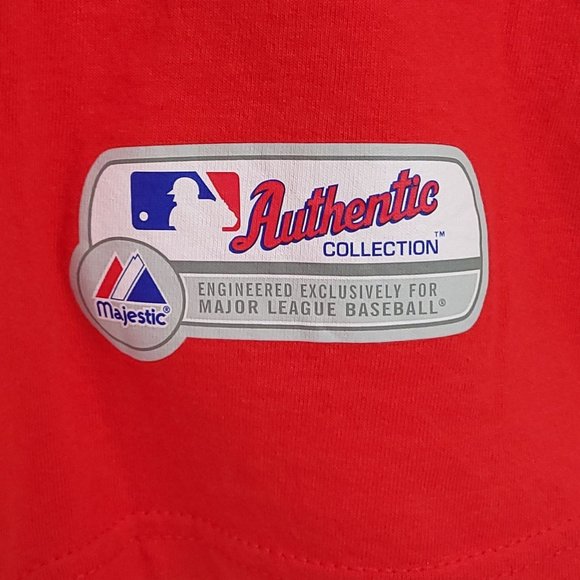 Authentic
COLLECTION™
Majestic®
ENGINEERED EXCLUSIVELY FOR
MAJOR LEAGUE BASEBALL®